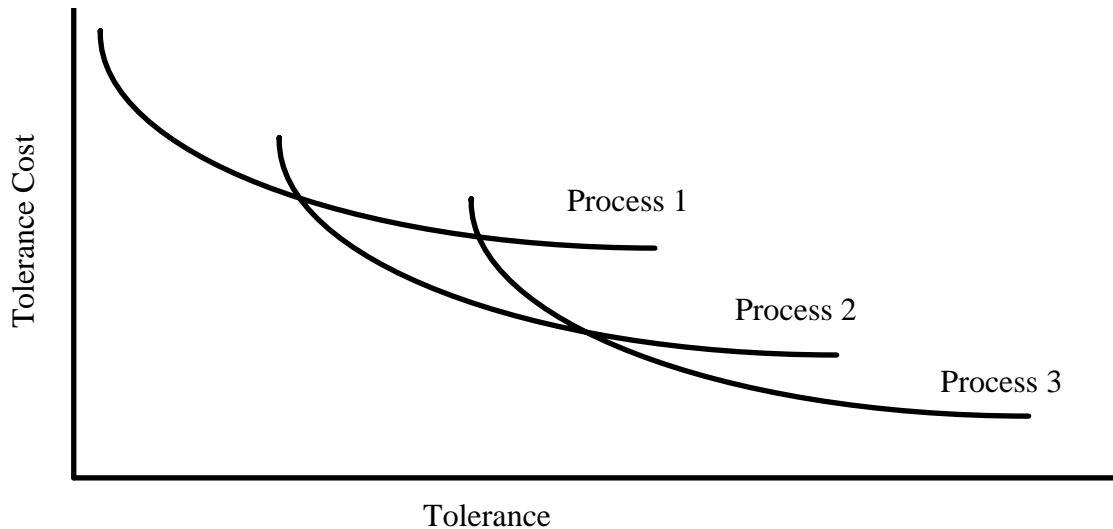 Tolerance Cost
Process 1
Process 2
Process 3
Tolerance